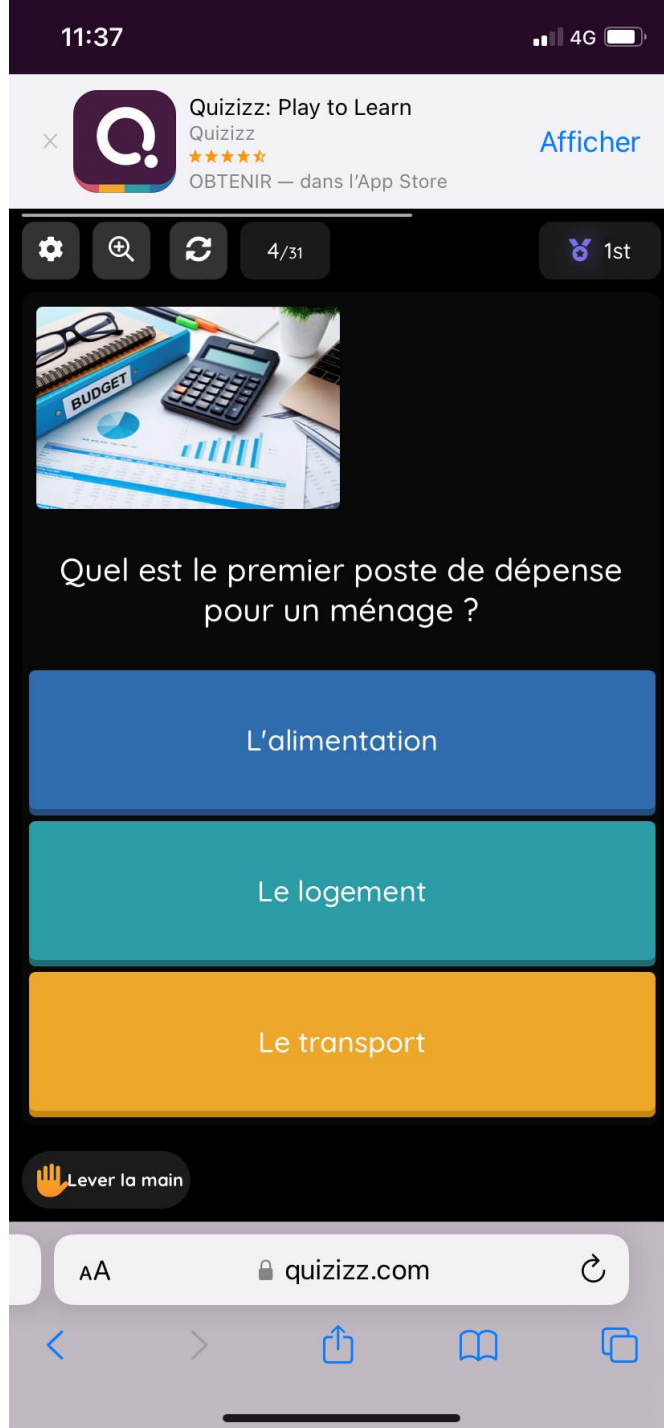 11:37
4G
Quizizz: Play to Learn
Quizizz
OBTENIR — dans l'App Store
Afficher
4/31
1st
BUDGET
Quel est le premier poste de dépense
pour un ménage ?
L'alimentation
Le logement
Le transport
Lever la main
AA
quizizz.com